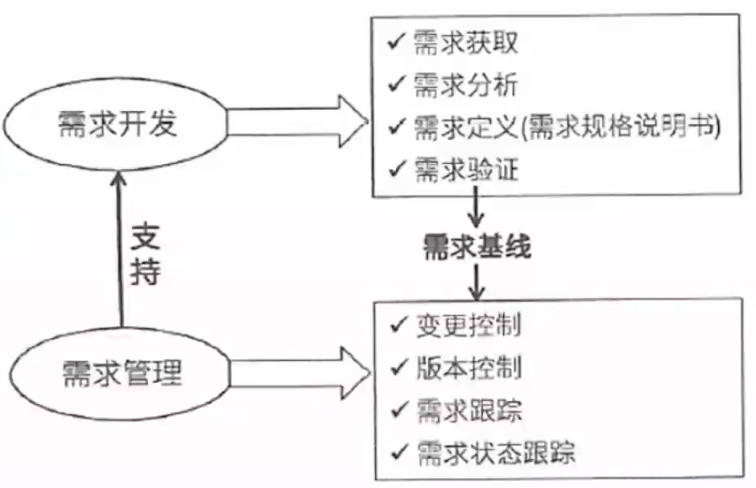 需求开发
✓ 需求获取
✓ 需求分析
✓ 需求定义(需求规格说明书)
✓ 需求验证
支
持
需求基线
需求管理
✓ 变更控制
✓ 版本控制
✓ 需求跟踪
✓ 需求状态跟踪